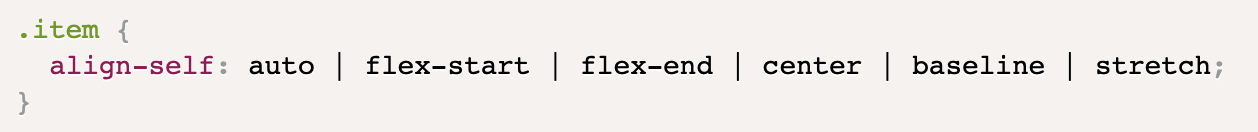 .item {
  align-self: auto | flex-start | flex-end | center | baseline | stretch;
}